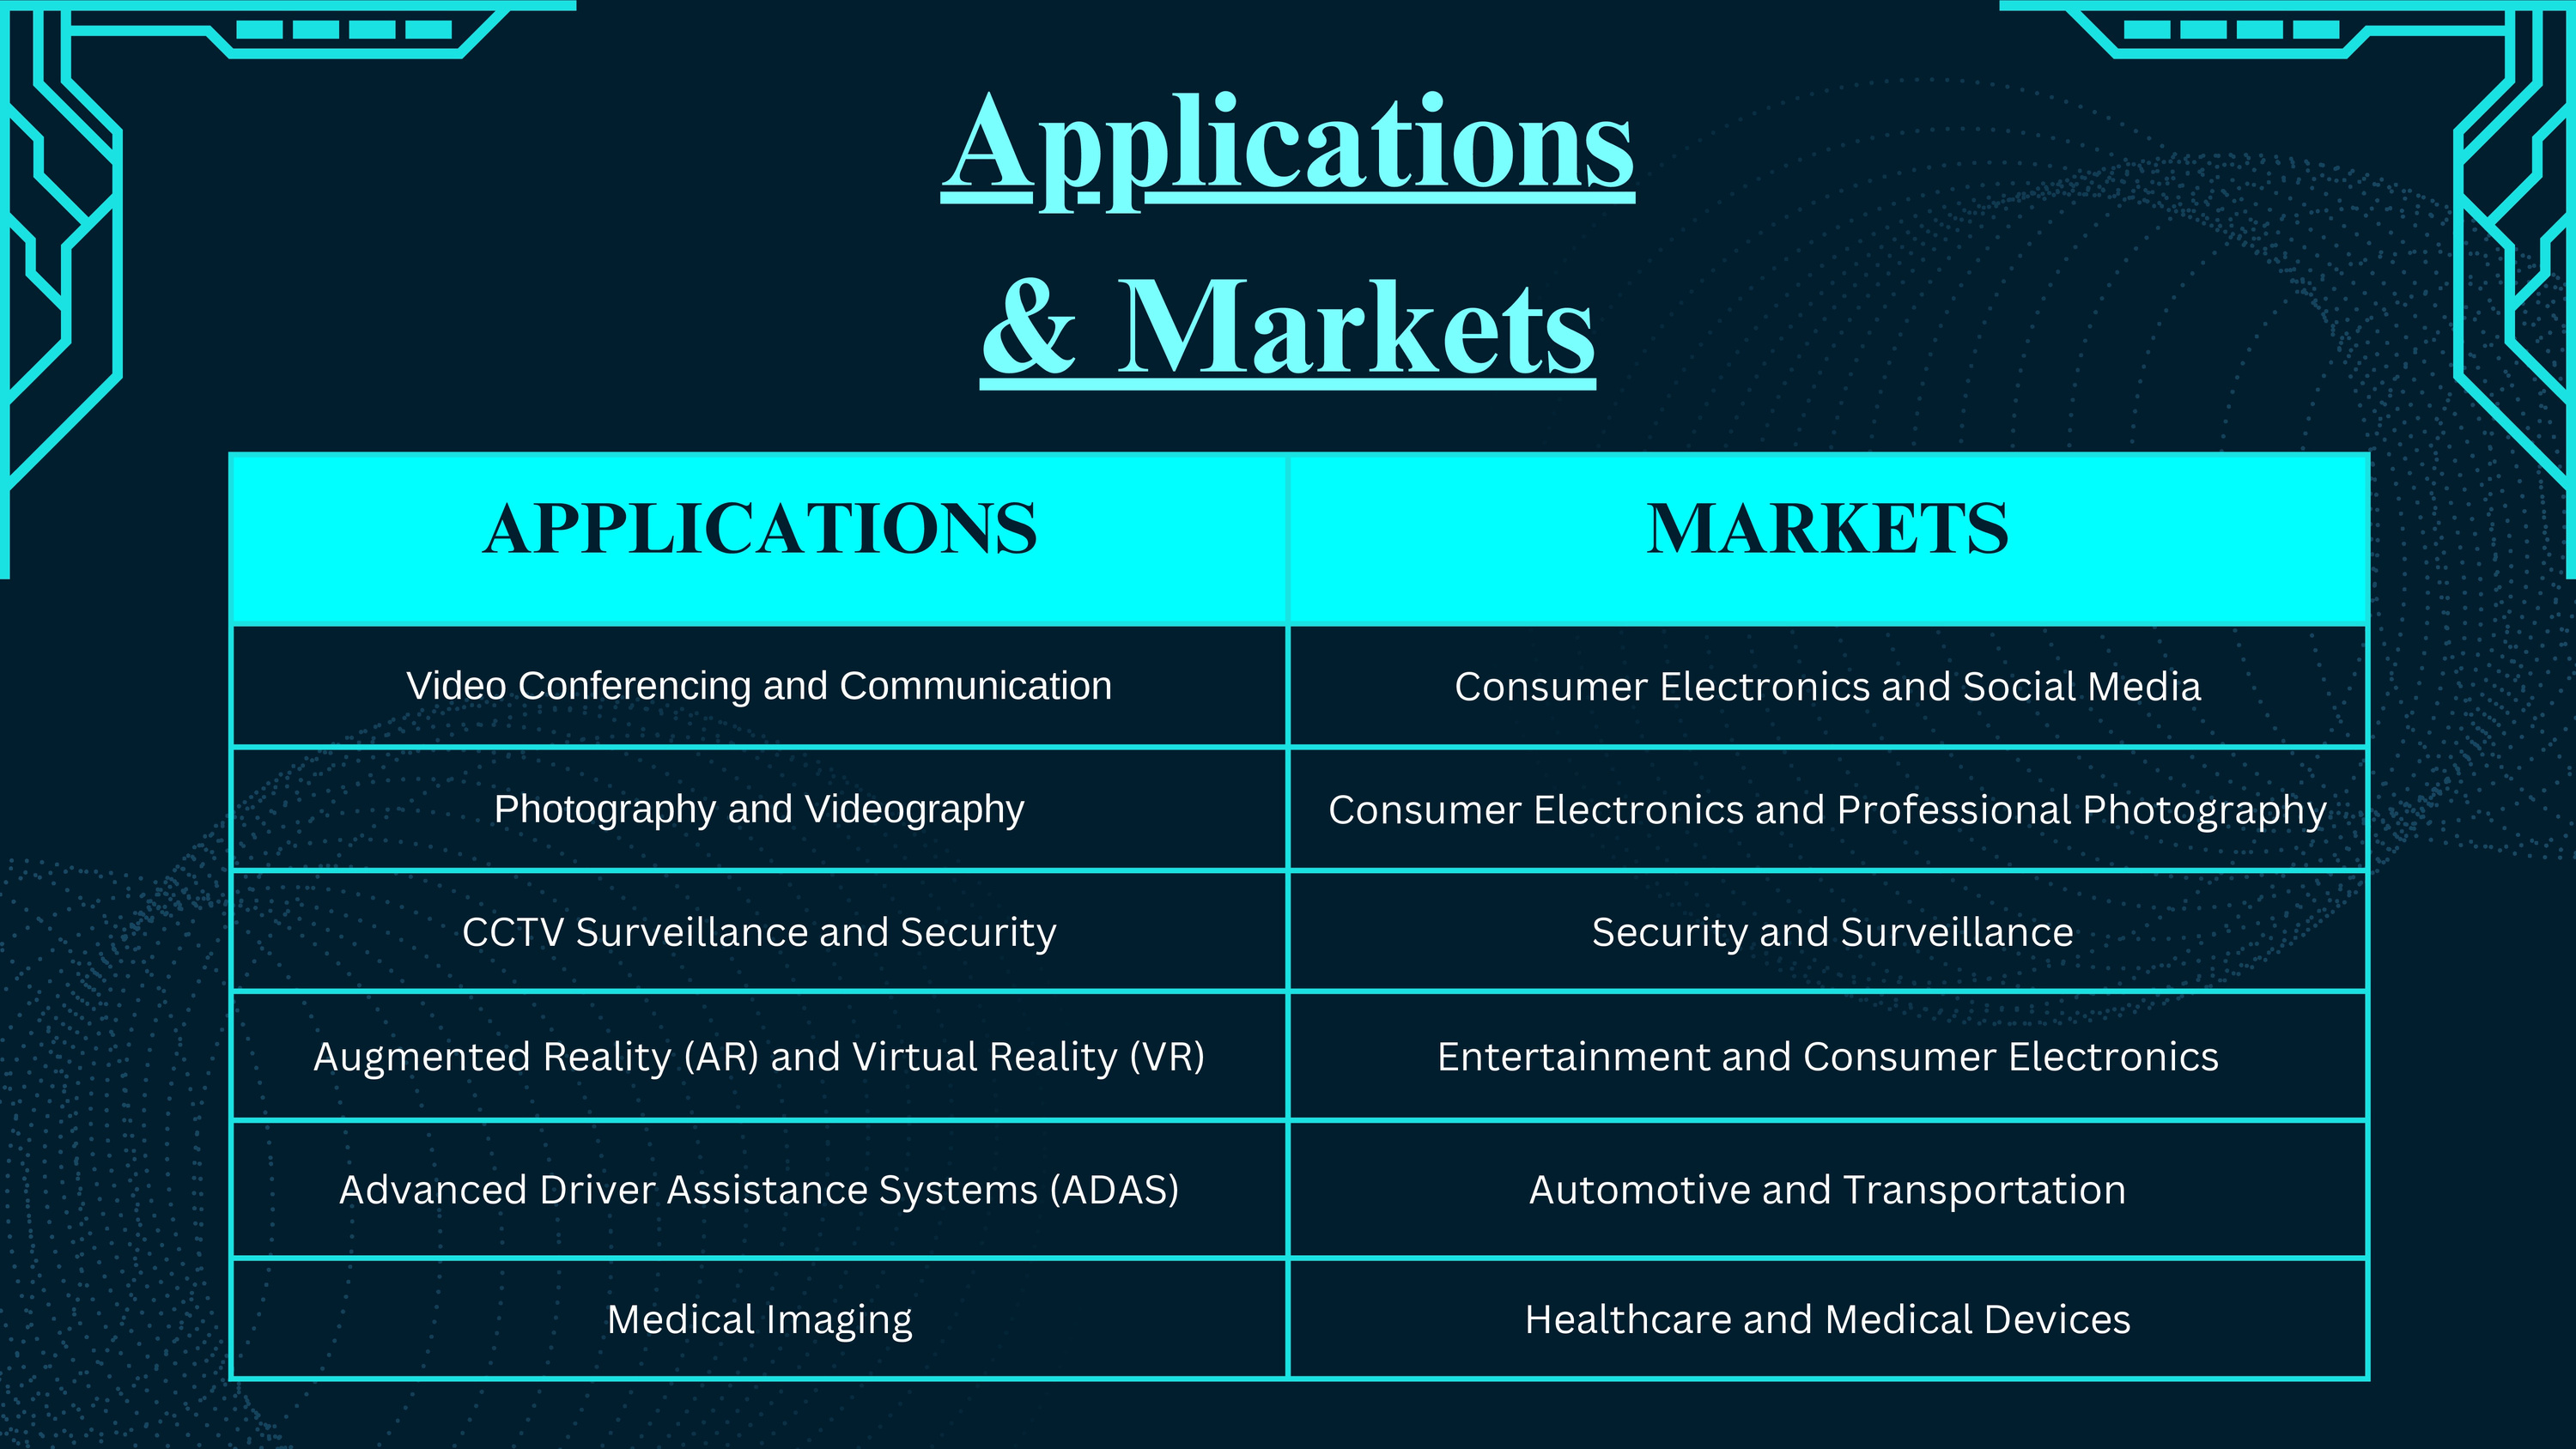 Applications
& Markets
APPLICATIONS
MARKETS
Video Conferencing and Communication
Consumer Electronics and Social Media
Photography and Videography
Consumer Electronics and Professional Photography
CCTV Surveillance and Security
Security and Surveillance
Augmented Reality (AR) and Virtual Reality (VR)
Entertainment and Consumer Electronics
Advanced Driver Assistance Systems (ADAS)
Automotive and Transportation
Medical Imaging
Healthcare and Medical Devices